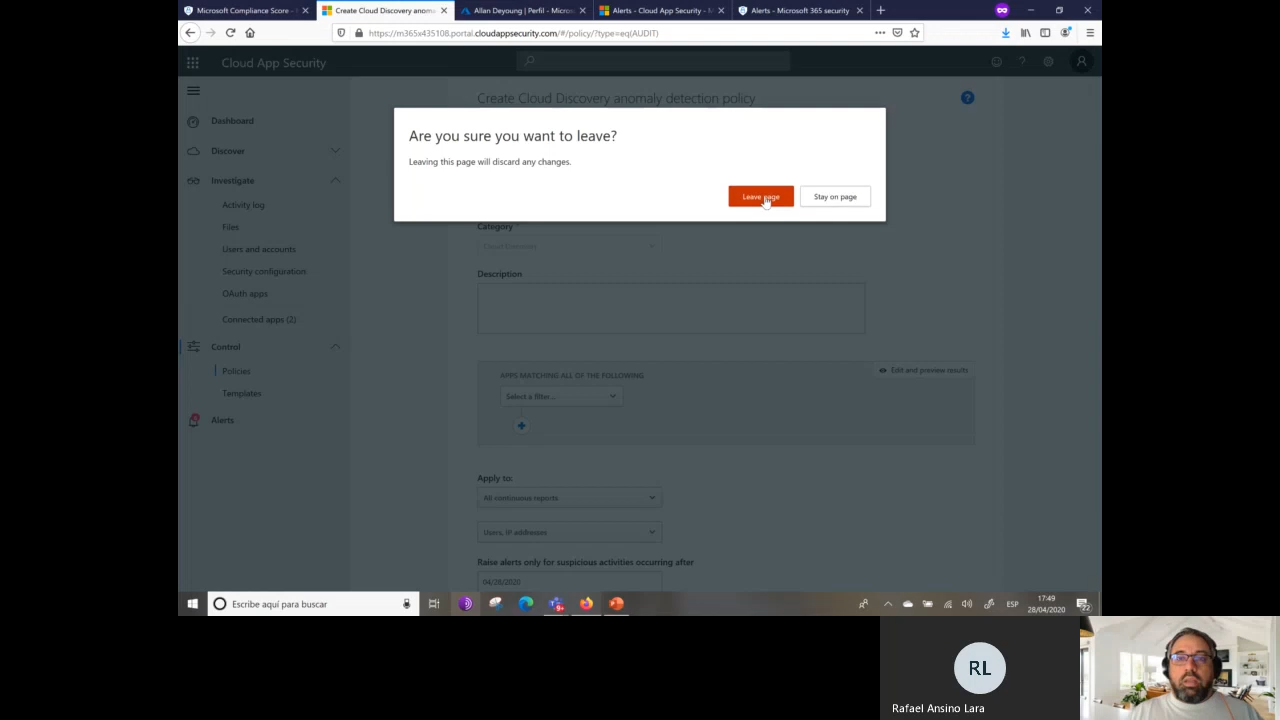 Microsoft Compliance Score -
Create Cloud Discovery anoma
Allan Deyoung | Perfil - Micros
Alerts - Cloud App Security - M
Alerts - Microsoft 365 security
https://m365x435108.portal.cloudappsecurity.com/#/policy/?type=eq(AUDIT)
Cloud App Security
Create Cloud Discovery anomaly detection policy
Are you sure you want to leave?
Leaving this page will discard any changes.
Leave page
Stay on page
Dashboard
Discover
Investigate
Activity log
Files
Users and accounts
Security configuration
OAuth apps
Connected apps (2)
Control
Policies
Templates
Alerts
Category *
Description
APPS MATCHING ALL OF THE FOLLOWING
Edit and preview results
Select a filter...
Apply to:
All continuous reports
Users, IP addresses
Raise alerts only for suspicious activities occurring after
04/28/2020
Escribe aquí para buscar
ESP
17:49
28/04/2020
22
RL
Rafael Ansino Lara